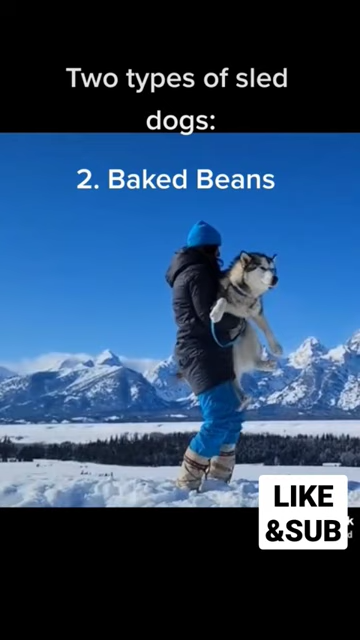 Two types of sled
dogs:
2. Baked Beans
LIKE
&SUB